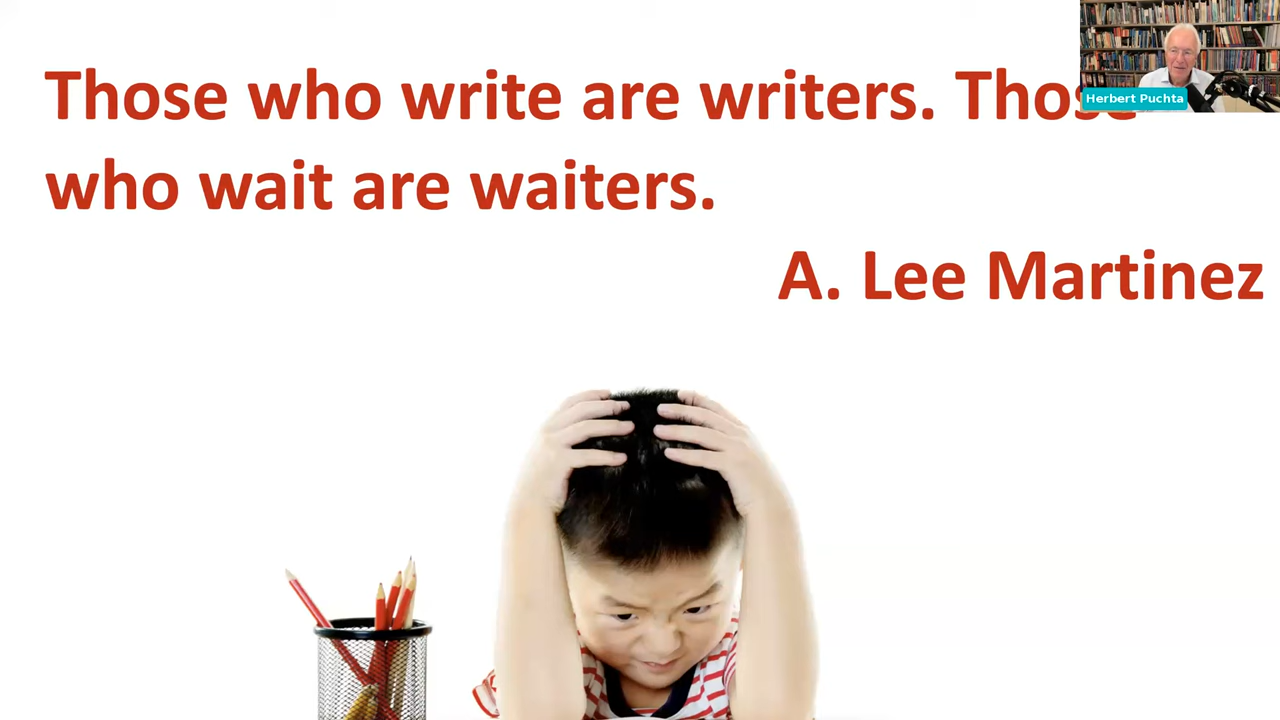 Those who write are writers. Those
who wait are waiters.
A. Lee Martinez
Herbert Puchta